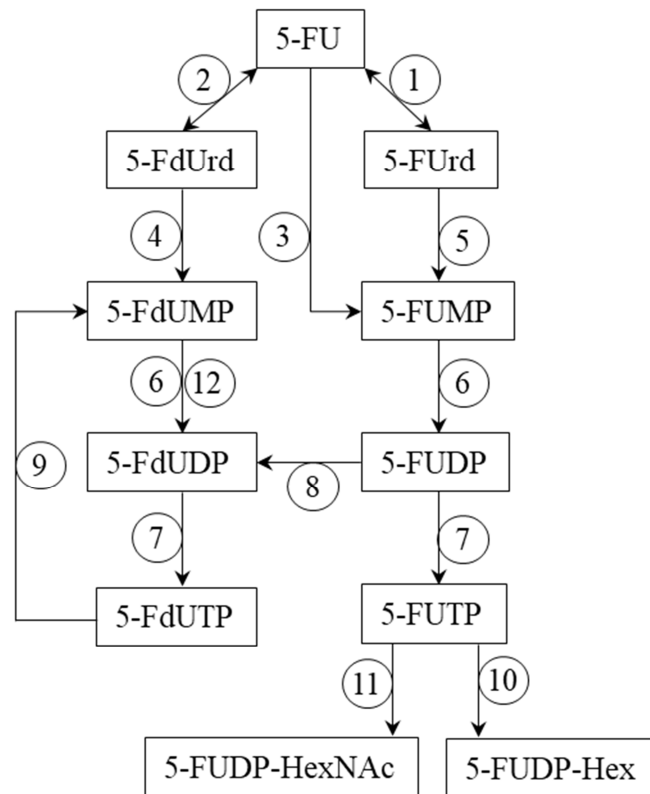 5-FU
2 1
5-FdUrd 5-FUrd
4 3 5
5-FdUMP 5-FUMP
6 12 6
9 5-FdUDP 8 5-FUDP
7 7
5-FdUTP 5-FUTP
11 10
5-FUDP-HexNAc 5-FUDP-Hex